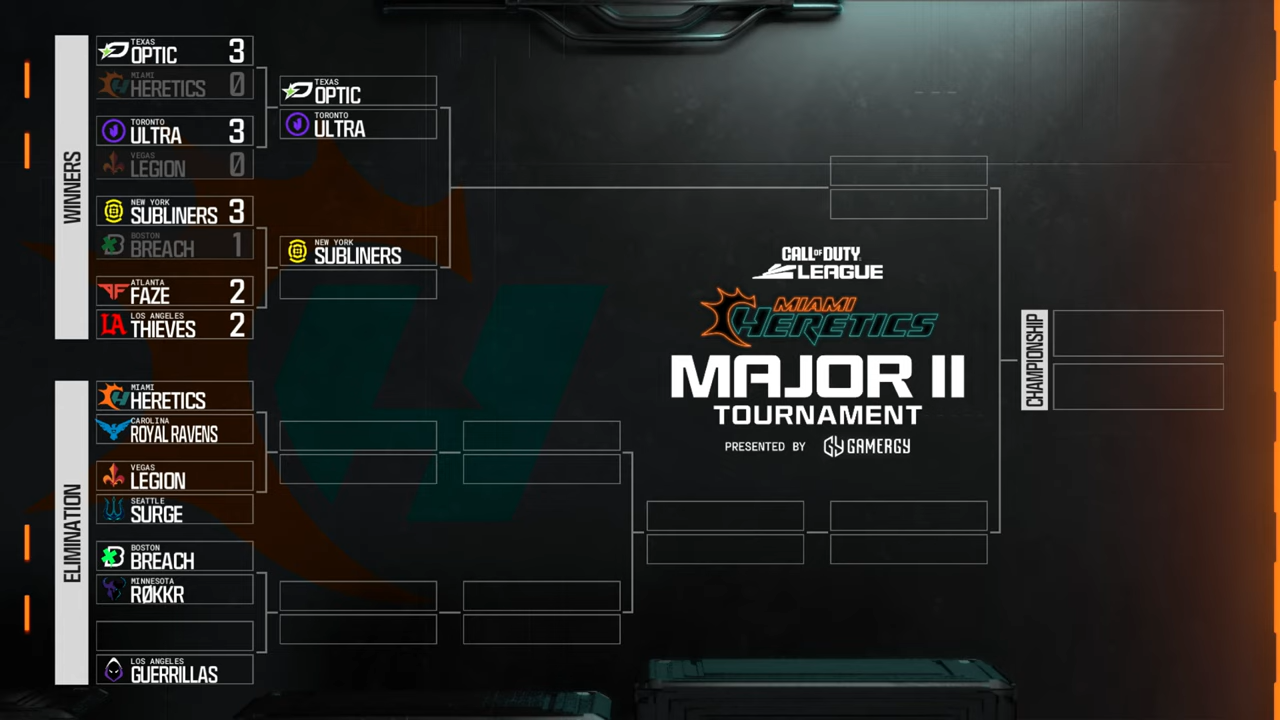 WINNERS
TEXAS
OPTIC 3
MIAMI
HERETICS 0
TORONTO
ULTRA 3
VEGAS
LEGION 0
NEW YORK
SUBLINERS 3
BOSTON
BREACH 1
ATLANTA
FAZE 2
LOS ANGELES
LA THIEVES 2
TEXAS
OPTIC
TORONTO
ULTRA
NEW YORK
SUBLINERS
ELIMINATION
MIAMI
HERETICS
CAROLINA
ROYAL RAVENS
VEGAS
LEGION
SEATTLE
SURGE
BOSTON
BREACH
MINNESOTA
RØKKR
LOS ANGELES
GUERRILLAS
CALL OF DUTY
LEAGUE
MIAMI
HERETICS
MAJOR II
TOURNAMENT
PRESENTED BY GY GAMERGY
CHAMPIONSHIP